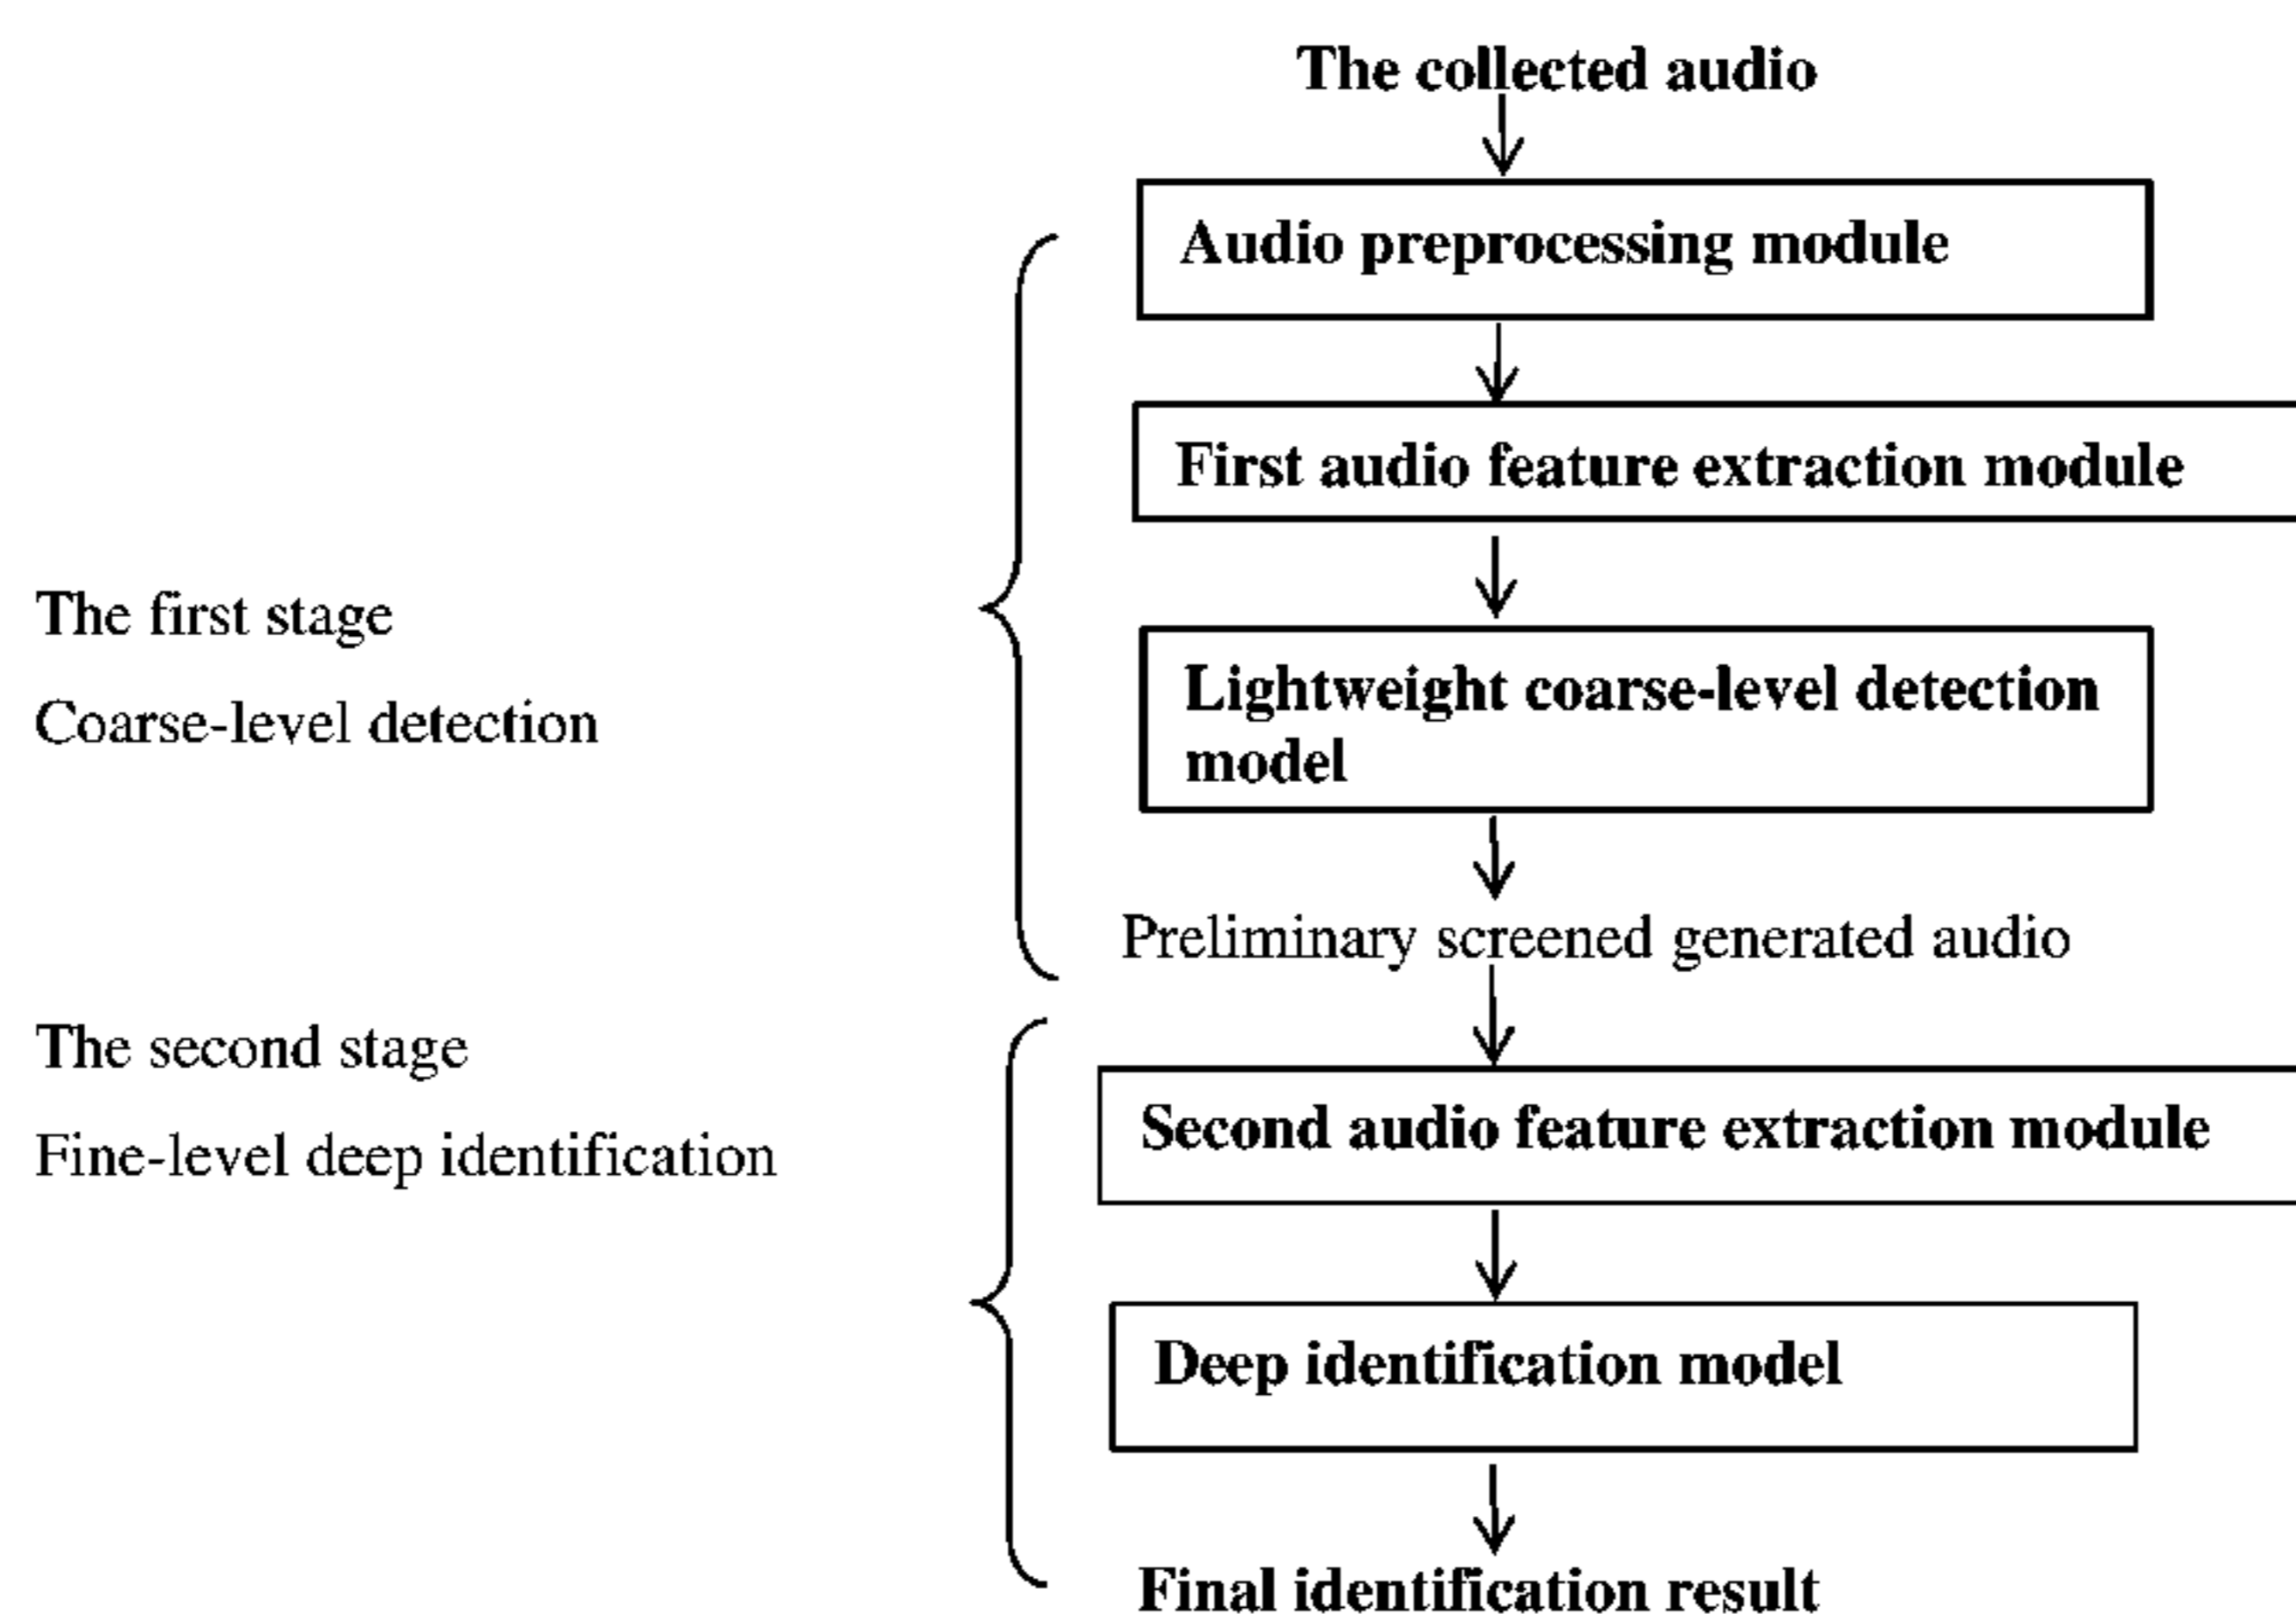 The collected audio
Audio preprocessing module
First audio feature extraction module
The first stage
Coarse-level detection
Lightweight coarse-level detection
model
Preliminary screened generated audio
The second stage
Fine-level deep identification
Second audio feature extraction module
Deep identification model
Final identification result